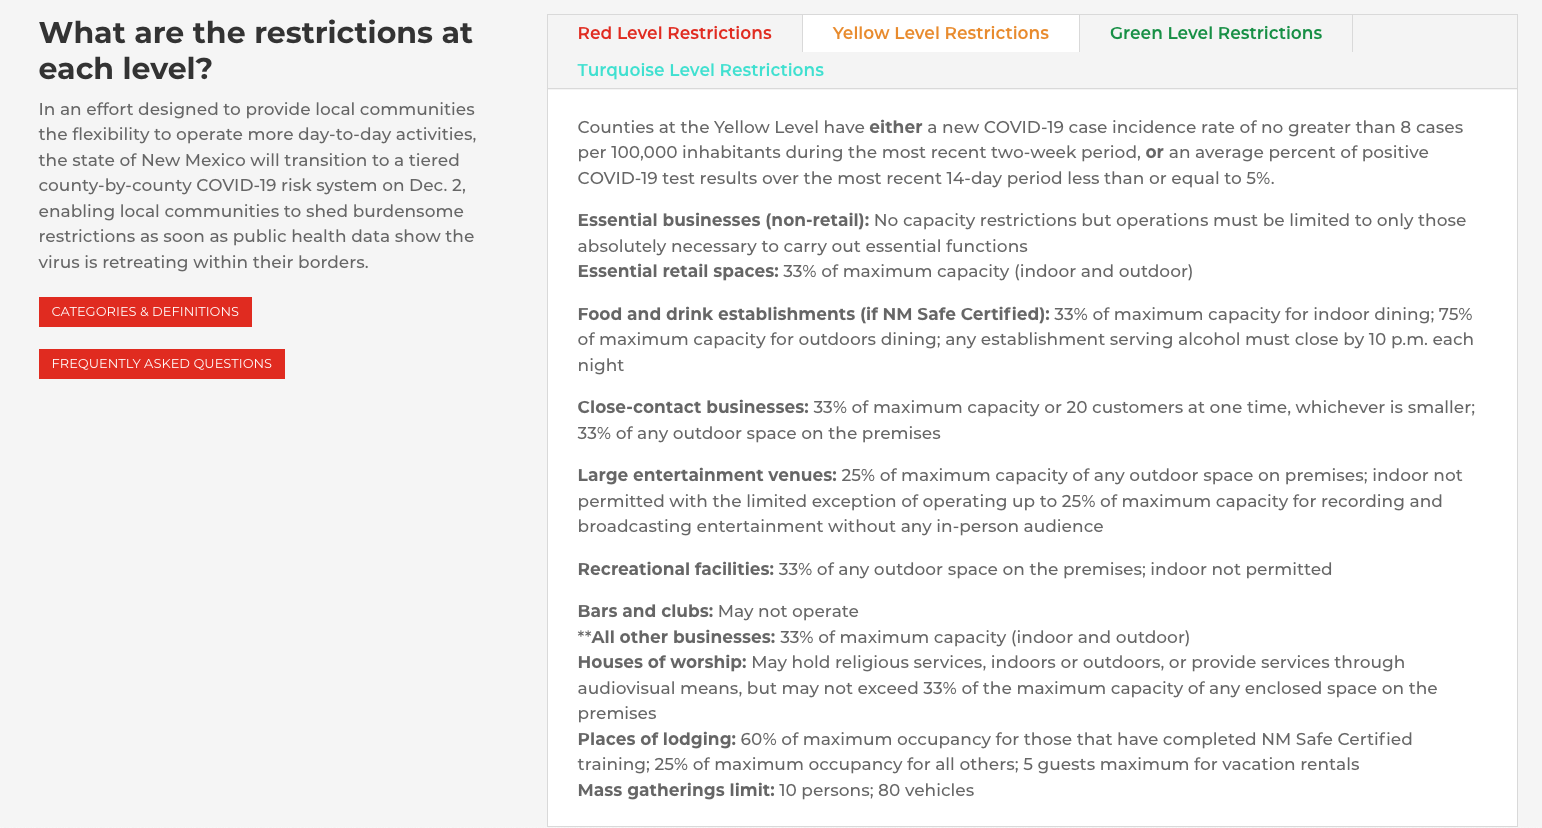 What are the restrictions at
each level?
In an effort designed to provide local communities
the flexibility to operate more day-to-day activities,
the state of New Mexico will transition to a tiered
county-by-county COVID-19 risk system on Dec. 2,
enabling local communities to shed burdensome
restrictions as soon as public health data show the
virus is retreating within their borders.
CATEGORIES & DEFINITIONS
FREQUENTLY ASKED QUESTIONS
Red Level Restrictions
Yellow Level Restrictions
Green Level Restrictions
Turquoise Level Restrictions
Counties at the Yellow Level have either a new COVID-19 case incidence rate of no greater than 8 cases
per 100,000 inhabitants during the most recent two-week period, or an average percent of positive
COVID-19 test results over the most recent 14-day period less than or equal to 5%.
Essential businesses (non-retail): No capacity restrictions but operations must be limited to only those
absolutely necessary to carry out essential functions
Essential retail spaces: 33% of maximum capacity (indoor and outdoor)
Food and drink establishments (if NM Safe Certified): 33% of maximum capacity for indoor dining; 75%
of maximum capacity for outdoors dining; any establishment serving alcohol must close by 10 p.m. each
night
Close-contact businesses: 33% of maximum capacity or 20 customers at one time, whichever is smaller;
33% of any outdoor space on the premises
Large entertainment venues: 25% of maximum capacity of any outdoor space on premises; indoor not
permitted with the limited exception of operating up to 25% of maximum capacity for recording and
broadcasting entertainment without any in-person audience
Recreational facilities: 33% of any outdoor space on the premises; indoor not permitted
Bars and clubs: May not operate
**All other businesses: 33% of maximum capacity (indoor and outdoor)
Houses of worship: May hold religious services, indoors or outdoors, or provide services through
audiovisual means, but may not exceed 33% of the maximum capacity of any enclosed space on the
premises
Places of lodging: 60% of maximum occupancy for those that have completed NM Safe Certified
training; 25% of maximum occupancy for all others; 5 guests maximum for vacation rentals
Mass gatherings limit: 10 persons; 80 vehicles